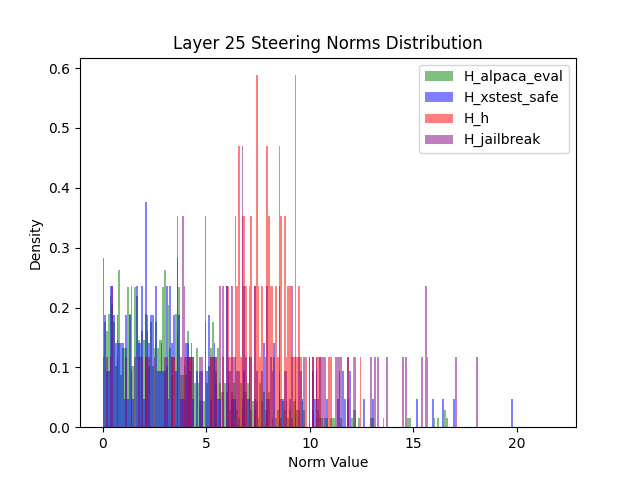 Layer 25 Steering Norms Distribution
H_alpaca_eval
H_xstest_safe
H_h
H_jailbreak
0.6
0.5
0.4
0.3
0.2
0.1
0.0
Density
0 5 10 15 20
Norm Value